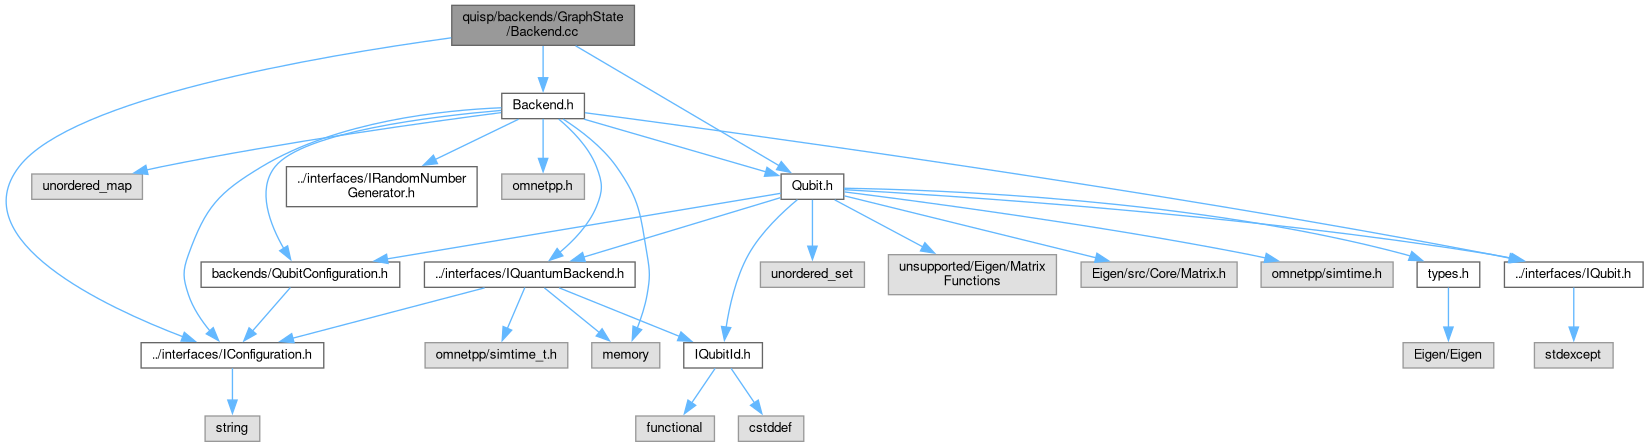 quisp/backends/GraphState
/Backend.cc
Backend.h
unordered_map
../interfaces/IRandomNumber
Generator.h
omnetpp.h
Qubit.h
backends/QubitConfiguration.h
../interfaces/IQuantumBackend.h
unordered_set
unsupported/Eigen/Matrix
Functions
Eigen/src/Core/Matrix.h
omnetpp/simtime.h
types.h
../interfaces/IQubit.h
../interfaces/IConfiguration.h
omnetpp/simtime_t.h
memory
IQubitId.h
Eigen/Eigen
stdexcept
string
functional
cstddef